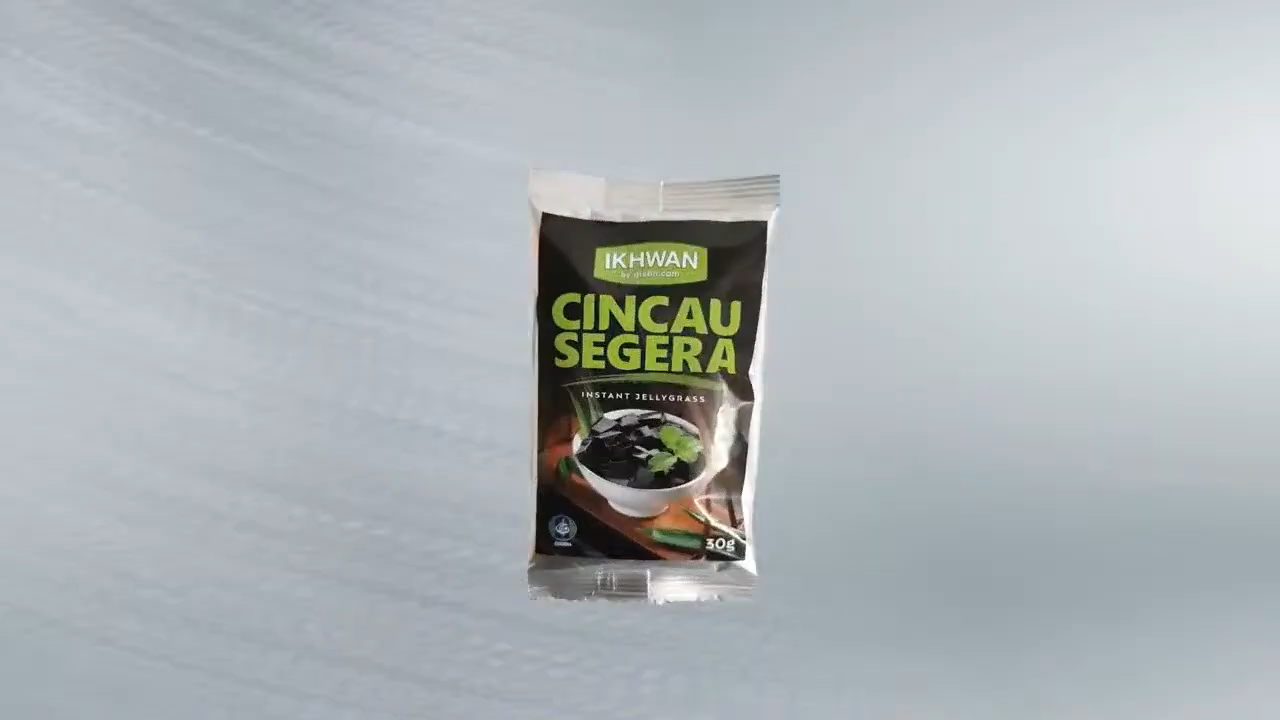 IKHWAN
CINCAU
SEGERA
INSTANT JELLYGRASS
30g